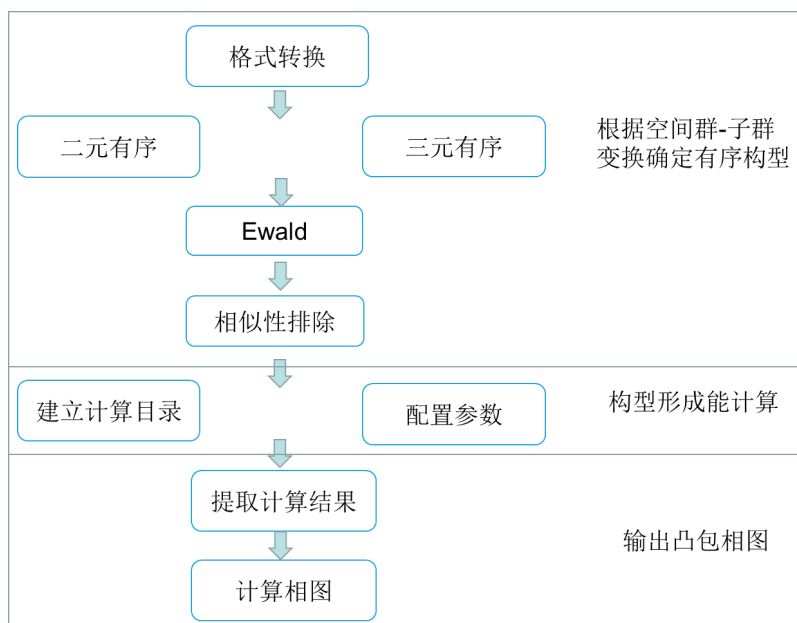 格式转换
二元有序
三元有序
根据空间群-子群
变换确定有序构型
Ewald
相似性排除
建立计算目录
配置参数
构型形成能计算
提取计算结果
输出凸包相图
计算相图